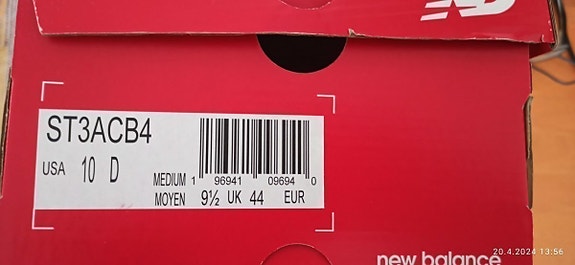 NB
ST3ACB4
USA 10 D
MEDIUM 1 96941 09694 0
MOYEN 9½ UK 44 EUR
new balance
20.4.2024 13:56